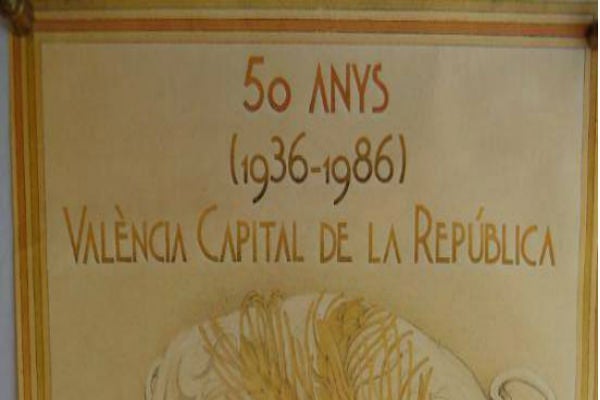 50 ANYS
(1936-1986)
VALÈNCIA CAPITAL DE LA REPÚBLICA